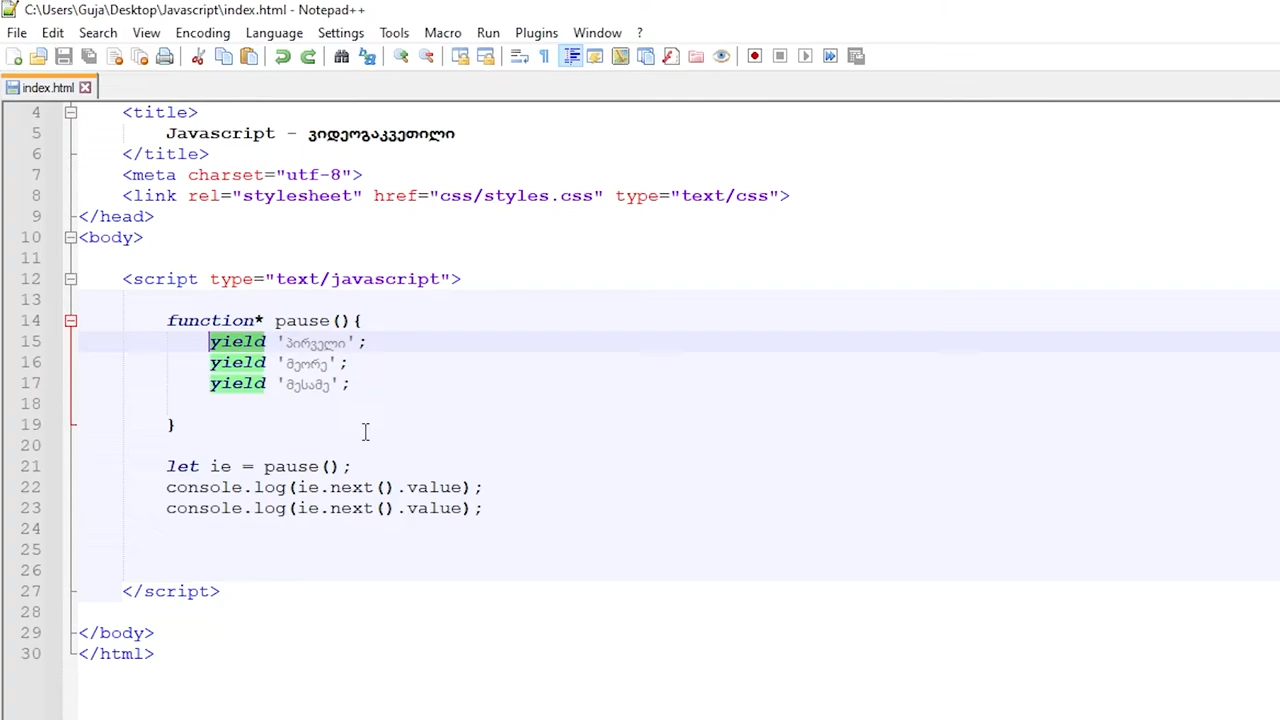 C:\Users\Guja\Desktop\Javascript\index.html - Notepad++
File Edit Search View Encoding Language Settings Tools Macro Run Plugins Window ?
index.html
4 <title>
5 Javascript - ვიდეოგაკვეთილი
6 </title>
7 <meta charset="utf-8">
8 <link rel="stylesheet" href="css/styles.css" type="text/css">
9 </head>
10 <body>
11
12 <script type="text/javascript">
13
14 function* pause(){
15 yield 'პირველი';
16 yield 'მეორე';
17 yield 'მესამე';
18
19 }
20
21 let ie = pause();
22 console.log(ie.next().value);
23 console.log(ie.next().value);
24
25
26
27 </script>
28
29 </body>
30 </html>